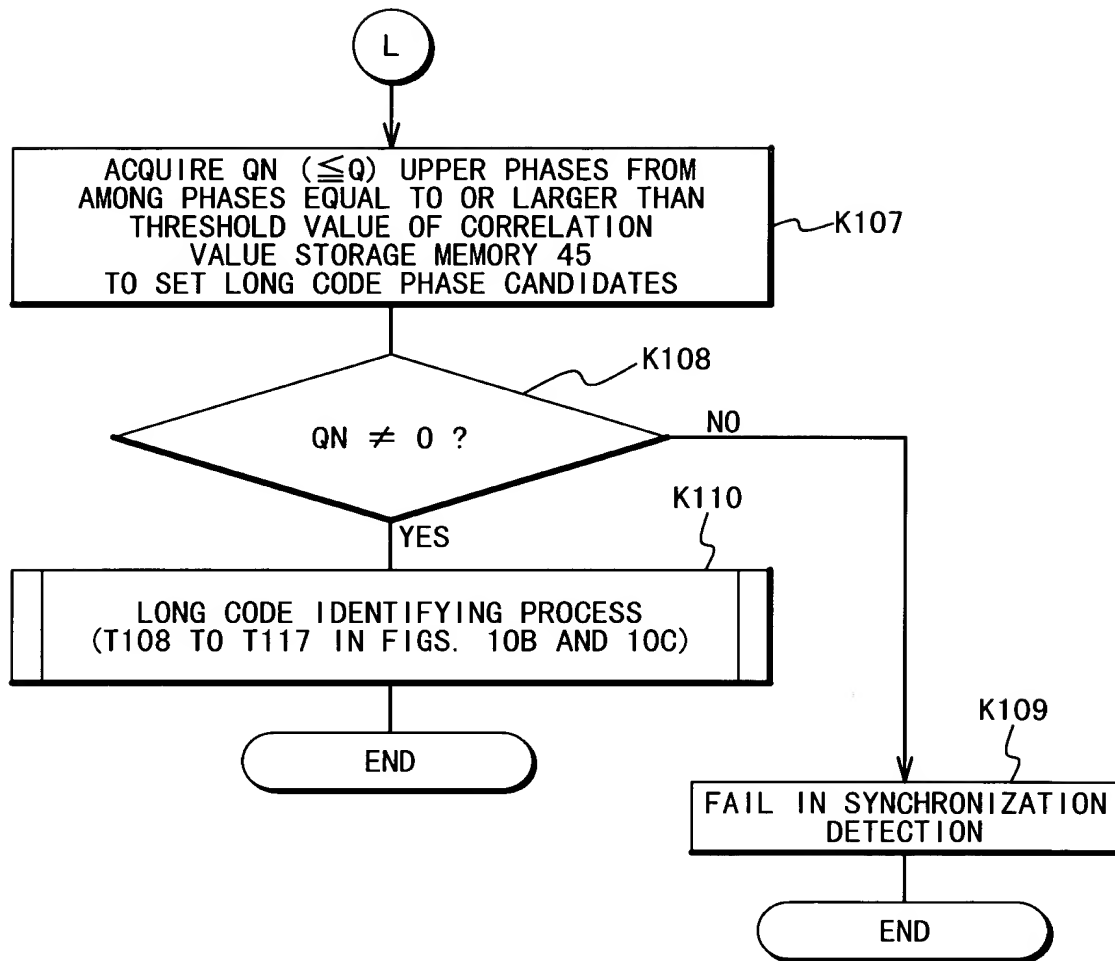 L
ACQUIRE QN (≦Q) UPPER PHASES FROM
AMONG PHASES EQUAL TO OR LARGER THAN
THRESHOLD VALUE OF CORRELATION
VALUE STORAGE MEMORY 45
TO SET LONG CODE PHASE CANDIDATES
K107
K108
QN ≠ 0 ?
NO
YES
K110
LONG CODE IDENTIFYING PROCESS
(T108 TO T117 IN FIGS. 10B AND 10C)
END
K109
FAIL IN SYNCHRONIZATION
DETECTION
END